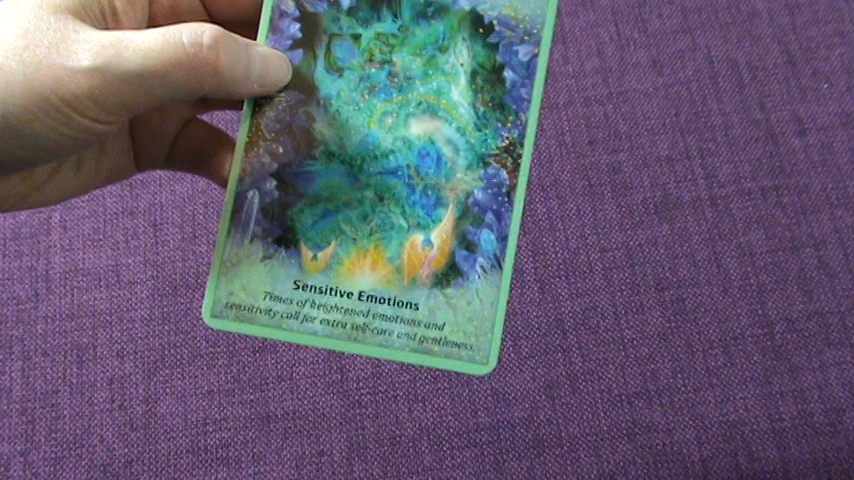 Sensitive Emotions
Times of heightened emotions and
sensitivity call for extra self-care and gentleness.